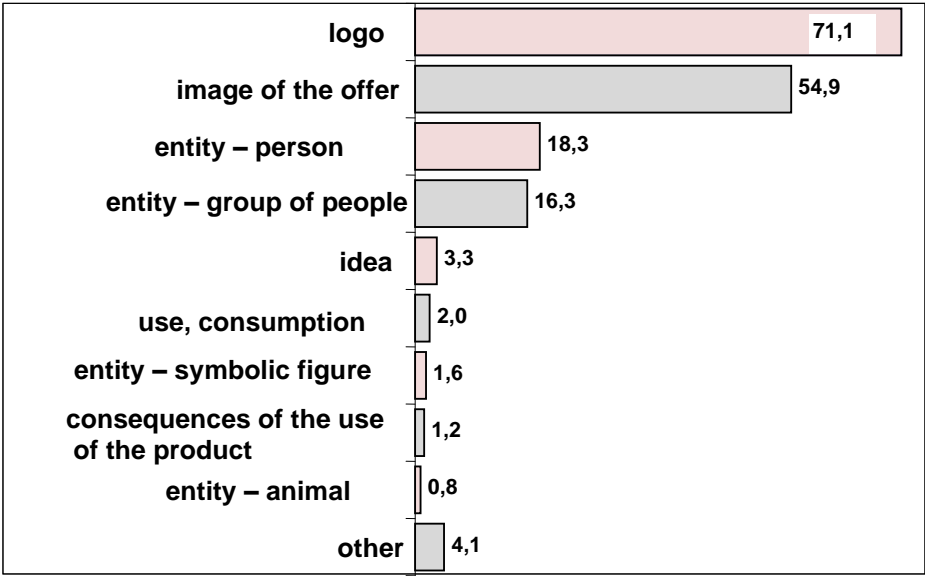 logo 71,1
image of the offer 54,9
entity – person 18,3
entity – group of people 16,3
idea 3,3
use, consumption 2,0
entity – symbolic figure 1,6
consequences of the use
of the product 1,2
entity – animal 0,8
other 4,1